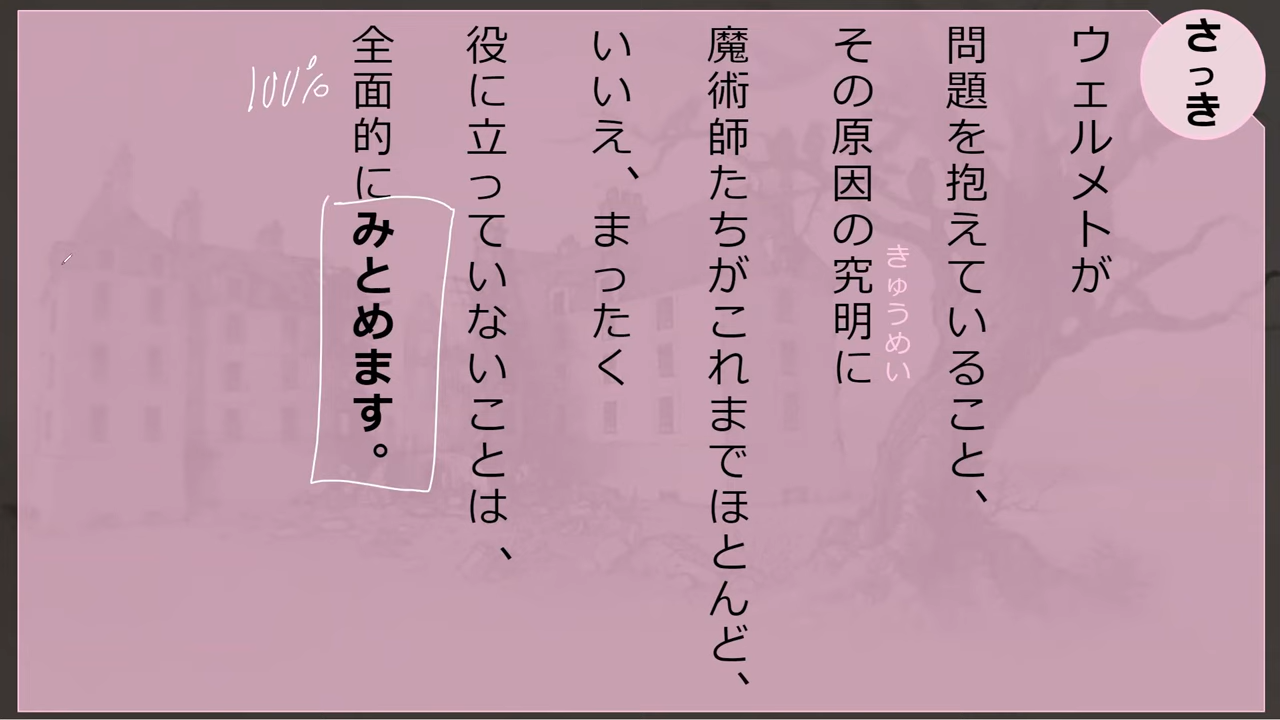 さっき
ウェルメトが
問題を抱えていること、
きゅうめい
その原因の究明に
魔術師たちがこれまでほとんど、
いいえ、まったく
役に立っていないことは、
全面的にみとめます。
100%